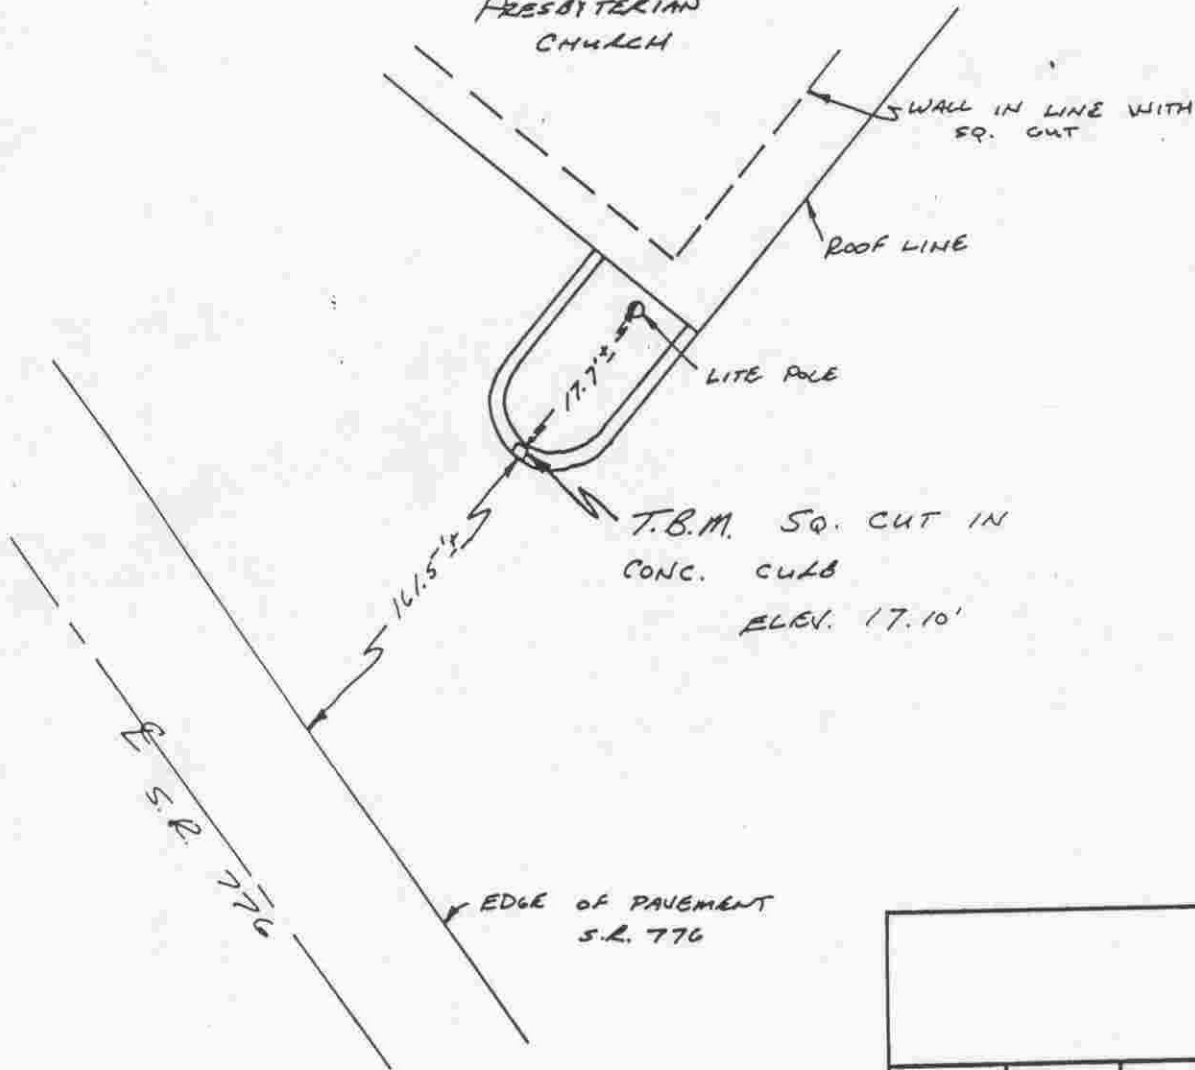 PRESBYTERIAN
CHURCH
WALL IN LINE WITH
SQ. CUT
ROOF LINE
17.7'±
LITE POLE
T.B.M. SQ. CUT IN
CONC. CURB
ELEV. 17.10'
161.5'±
℄ S.R. 776
EDGE OF PAVEMENT
S.R. 776